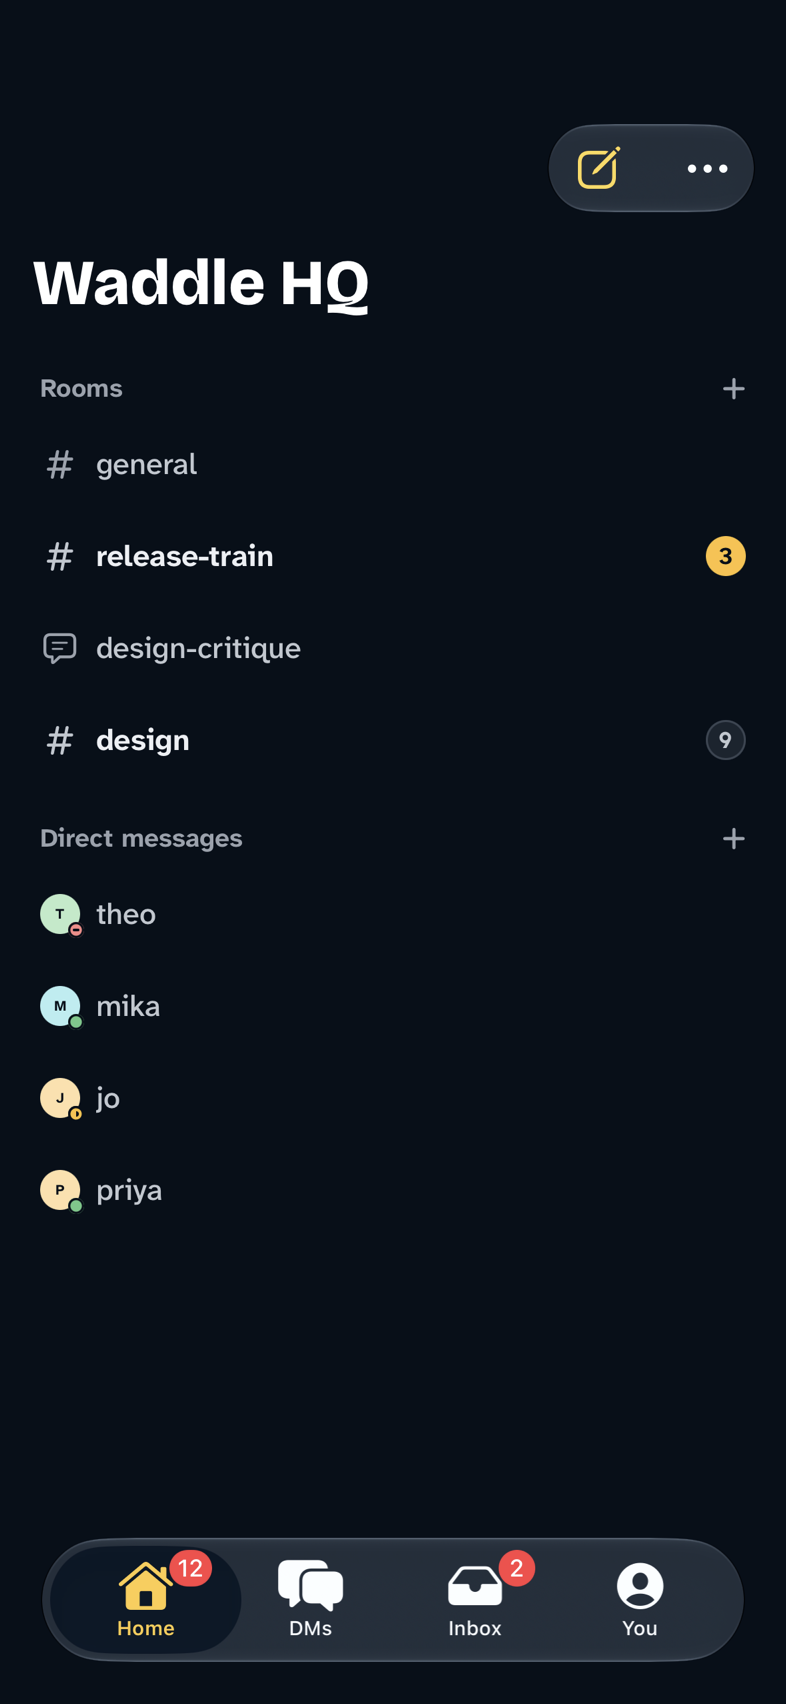 Waddle HQ
Rooms
# general
# release-train 3
design-critique
# design 9
Direct messages
T theo
M mika
J jo
P priya
12 2
Home DMs Inbox You